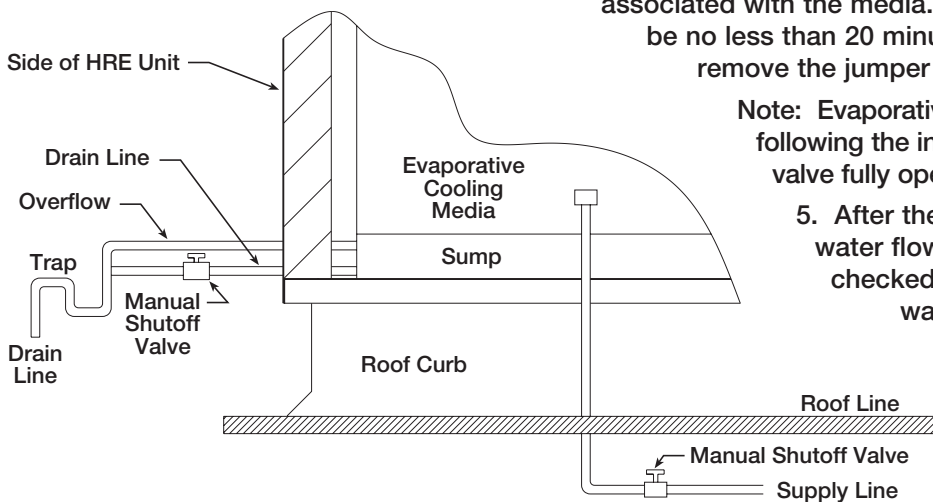 associated with the media.
be no less than 20 minu
remove the jumper
Note: Evaporativ
following the in
valve fully ope
5. After the
water flow
checked
wa
Side of HRE Unit
Drain Line
Overflow
Trap
Manual
Shutoff
Valve
Drain
Line
Evaporative
Cooling
Media
Sump
Roof Curb
Roof Line
Manual Shutoff Valve
Supply Line